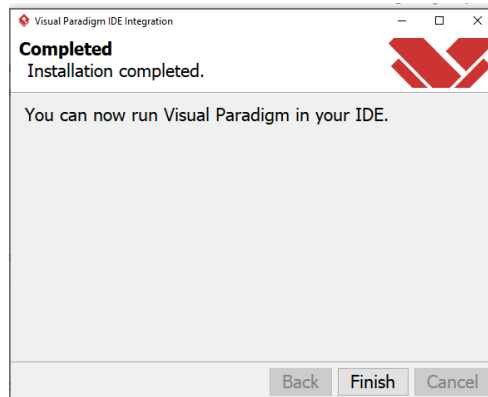 Visual Paradigm IDE Integration
Completed
Installation completed.
You can now run Visual Paradigm in your IDE.
Back Finish Cancel